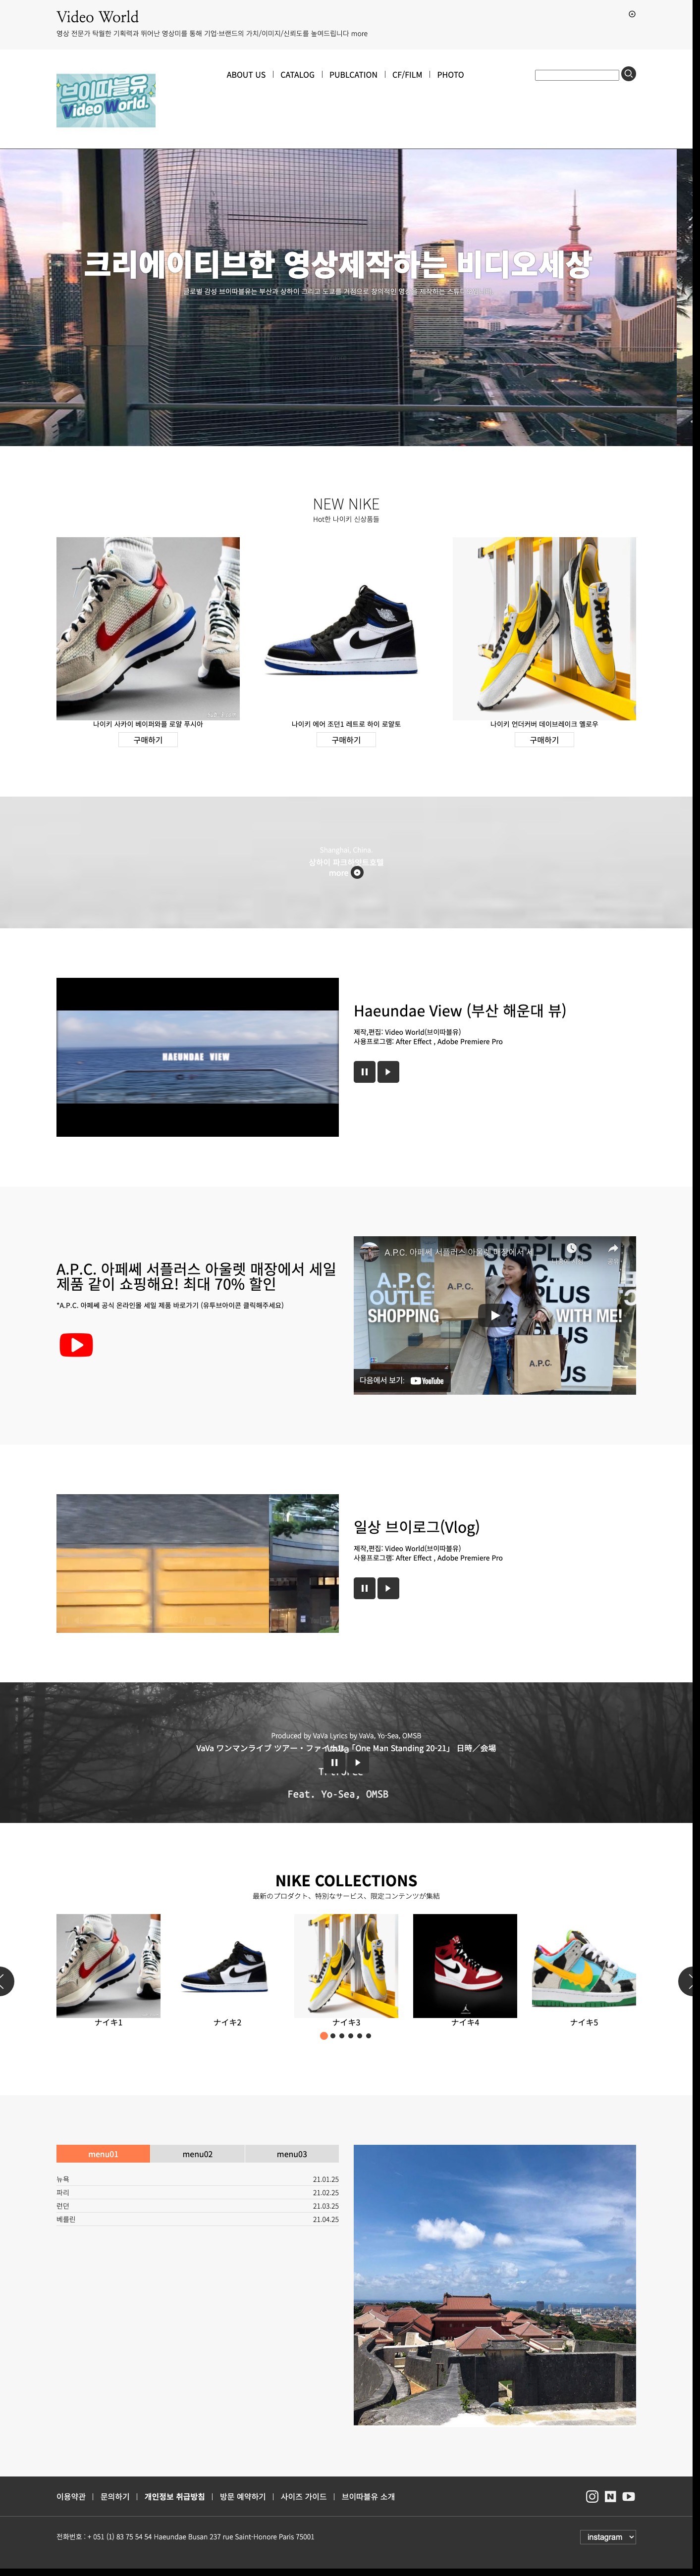 Video World
영상 전문가 탁월한 기획력과 뛰어난 영상미를 통해 기업·브랜드의 가치/이미지/신뢰도를 높여드립니다 more
브이따블유
Video World.
ABOUT US
CATALOG
PUBLCATION
CF/FILM
PHOTO
크리에이티브한 영상제작하는 비디오세상
글로벌 감성 브이따블유는 부산과 상하이 그리고 도쿄를 거점으로 창의적인 영상을 제작하는
NEW NIKE
Hot한 나이키 신상품들
나이키 사카이 베이퍼와플 로얄 푸시아
구매하기
나이키 에어 조던1 레트로 하이 로얄토
구매하기
나이키 언더커버 데이브레이크 옐로우
구매하기
Shanghai, China.
상하이 파크하얏트호텔
more
HAEUNDAE VIEW
Haeundae View (부산 해운대 뷰)
제작,편집: Video World(브이따블유)
사용프로그램: After Effect , Adobe Premiere Pro
A.P.C. 아페쎄 서플러스 아울렛 매장에서 세일
제품 같이 쇼핑해요! 최대 70% 할인
*A.P.C. 아페쎄 공식 온라인몰 세일 제품 바로가기 (유투브아이콘 클릭해주세요)
A.P.C. 아페쎄 서플러스 아울렛 매장에서 세
A.P.C.
OUTLET
SURPLUS
A.P.C.
SHOPPING
WITH ME!
A.P.C.
다음에서 보기:
YouTube
일상 브이로그(Vlog)
제작,편집: Video World(브이따블유)
사용프로그램: After Effect , Adobe Premiere Pro
Produced by VaVa Lyrics by VaVa, Yo-Sea, OMSB
VaVa ワンマンライブ ツアー・ファイナル「One Man Standing 20-21」 日時／会場
Feat. Yo-Sea, OMSB
NIKE COLLECTIONS
最新のプロダクト、特別なサービス、限定コンテンツが集結
ナイキ1
ナイキ2
ナイキ3
ナイキ4
ナイキ5
menu01
menu02
menu03
뉴욕 21.01.25
파리 21.02.25
런던 21.03.25
베를린 21.04.25
이용약관
문의하기
개인정보 취급방침
방문 예약하기
사이즈 가이드
브이따블유 소개
전화번호 : + 051 (1) 83 75 54 54 Haeundae Busan 237 rue Saint-Honore Paris 75001
instagram